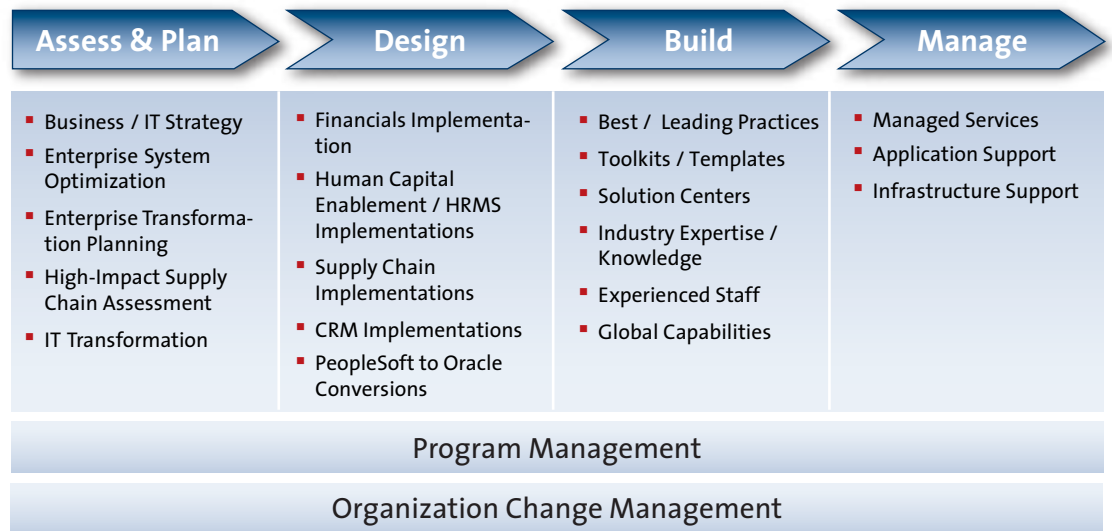 Assess & Plan
Design
Build
Manage
Business / IT Strategy
Enterprise System
Optimization
Enterprise Transforma-
tion Planning
High-Impact Supply
Chain Assessment
IT Transformation
Financials Implementa-
tion
Human Capital
Enablement / HRMS
Implementations
Supply Chain
Implementations
CRM Implementations
PeopleSoft to Oracle
Conversions
Best / Leading Practices
Toolkits / Templates
Solution Centers
Industry Expertise /
Knowledge
Experienced Staff
Global Capabilities
Managed Services
Application Support
Infrastructure Support
Program Management
Organization Change Management